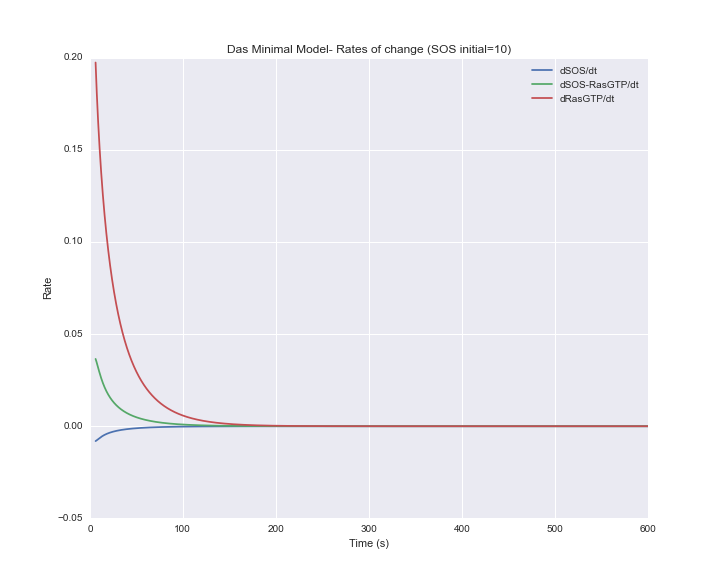 Das Minimal Model- Rates of change (SOS initial=10)
0.20
0.15
0.10
0.05
0.00
−0.05
Rate
dSOS/dt
dSOS-RasGTP/dt
dRasGTP/dt
0 100 200 300 400 500 600
Time (s)